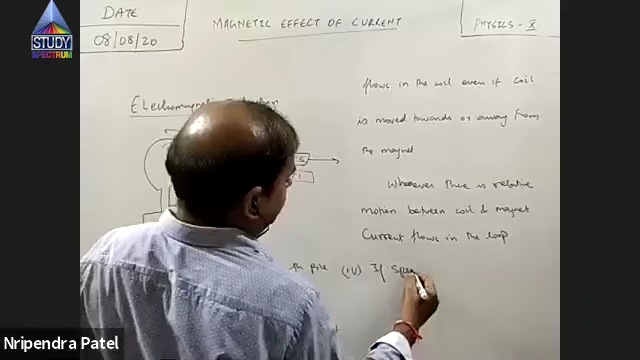 DATE
08/08/20
MAGNETIC EFFECT OF CURRENT
PHYSICS - X
STUDY
SPECTRUM
flows in the coil even if coil
is moved towards or away from
the magnet
Whenever there is relative
motion between coil & magnet
Current flows in the loop
(iv) If
Nripendra Patel